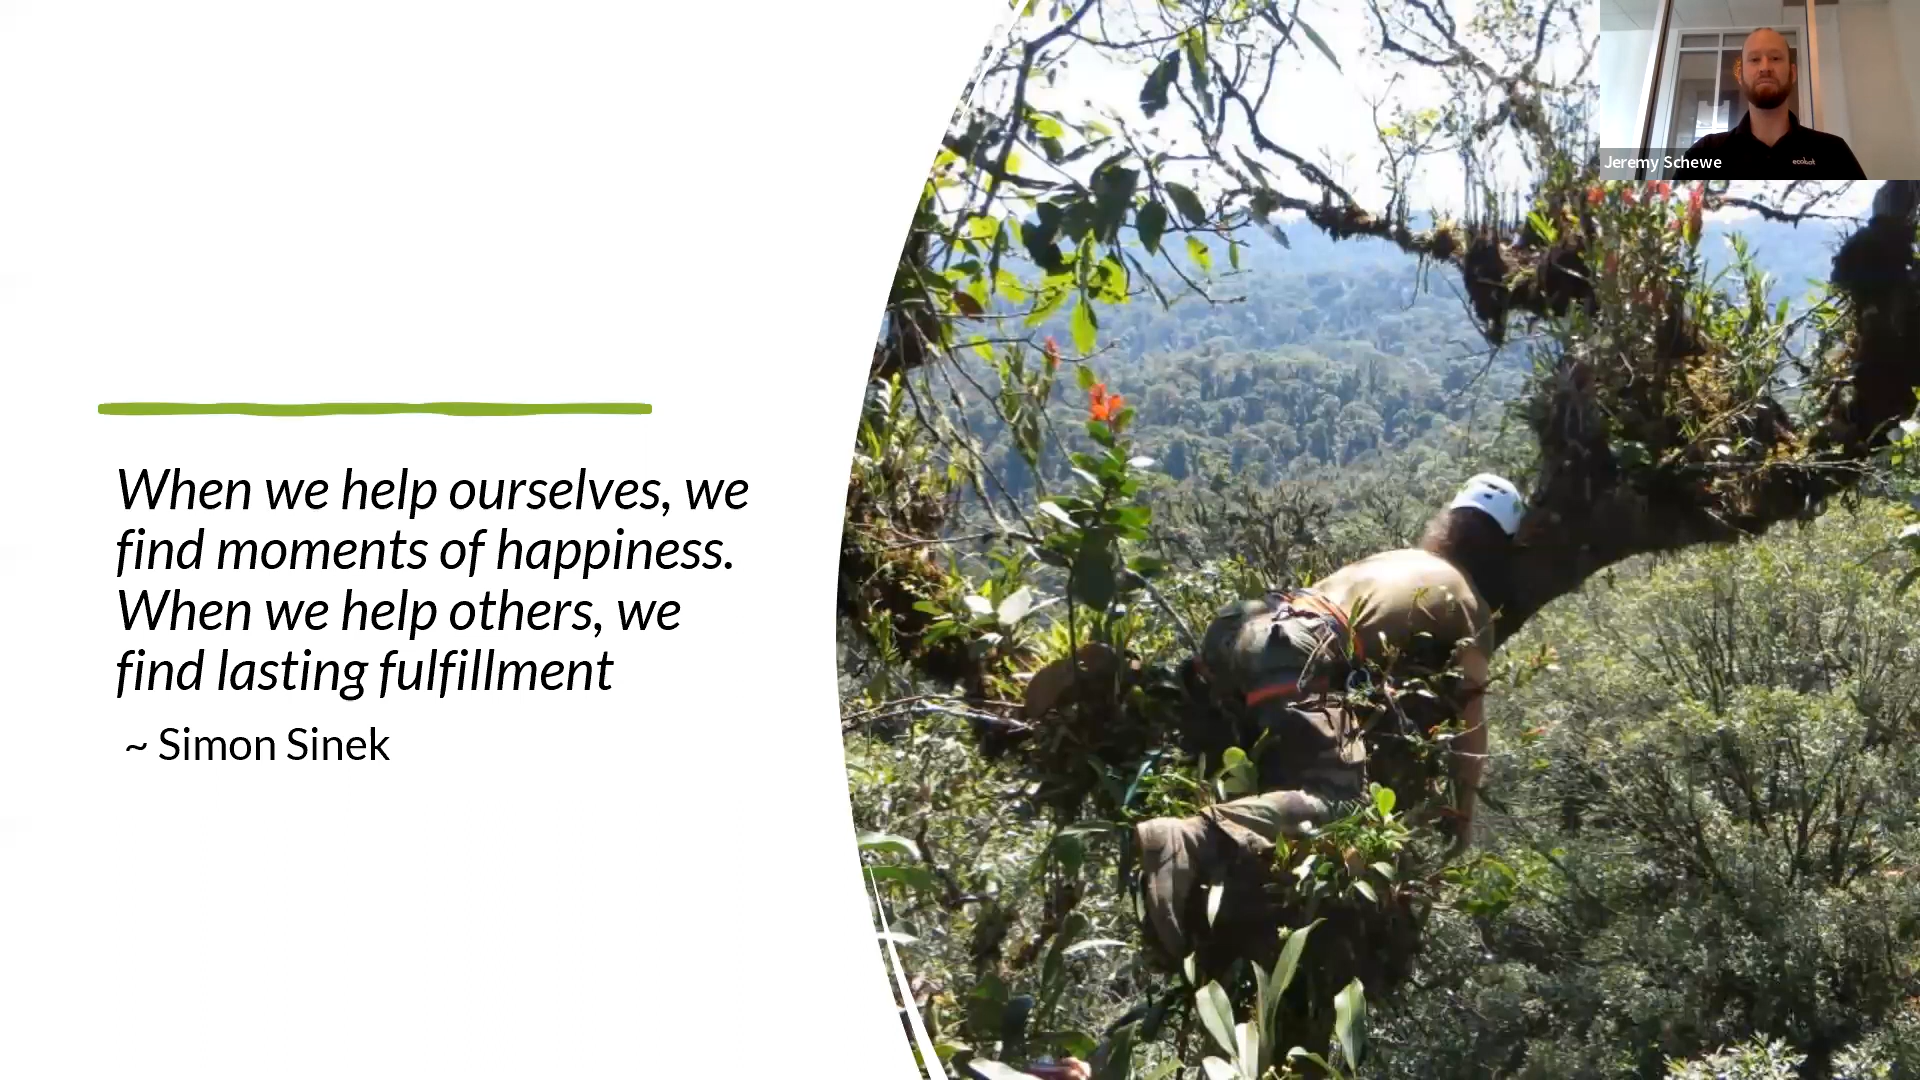 Jeremy Schewe
ecobot
When we help ourselves, we
find moments of happiness.
When we help others, we
find lasting fulfillment
~ Simon Sinek